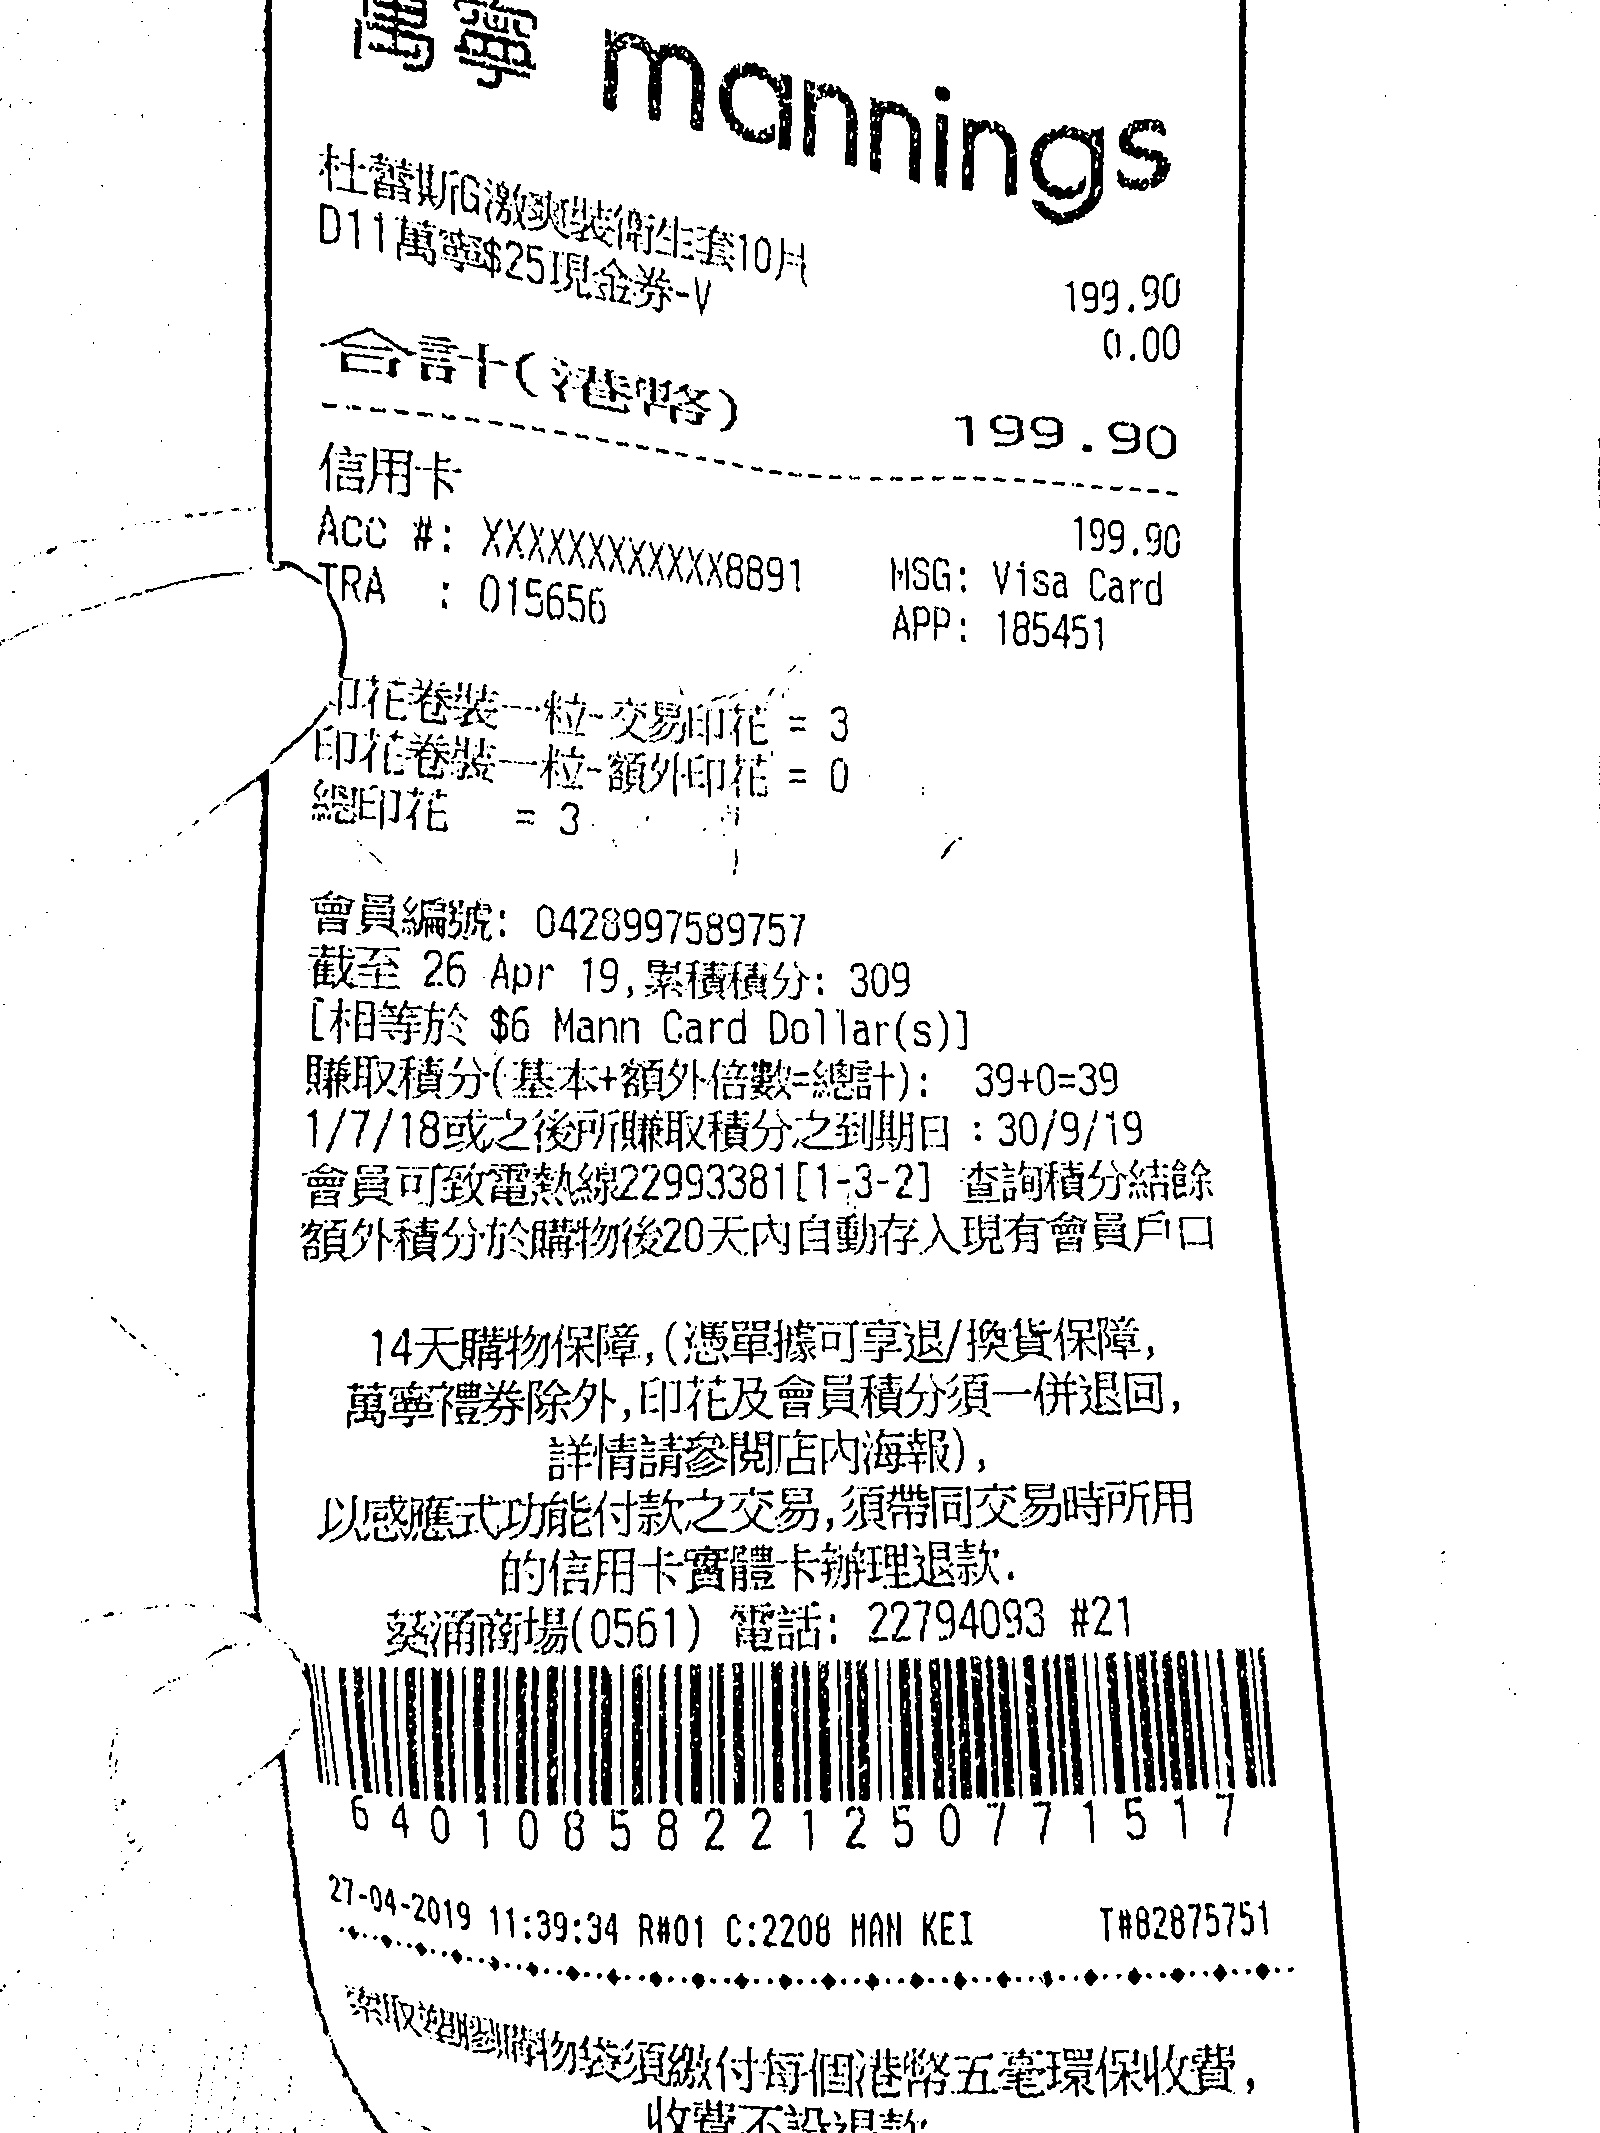 萬寧 mannings
杜蕾斯G激爽裝衛生套10片 199.90
D11萬寧$25現金券-V 0.00
合計(港幣) 199.90
信用卡 199.90
Acc #: XXXXXXXXXXXX8891 MSG: Visa Card
TRA : 015656 APP: 185451
印花卷裝一粒-交易印花 = 3
印花卷裝一粒-額外印花 = 0
總印花 = 3
會員編號: 0428997589757
截至 26 Apr 19,累積積分: 309
[相等於 $6 Mann Card Dollar(s)]
賺取積分(基本+額外倍數=總計): 39+0=39
1/7/18或之後所賺取積分之到期日:30/9/19
會員可致電熱線22993381[1-3-2] 查詢積分結餘
額外積分於購物後20天內自動存入現有會員戶口
14天購物保障,(憑單據可享退/換貨保障,
萬寧禮券除外,印花及會員積分須一併退回,
詳情請參閱店內海報),
以感應式功能付款之交易,須帶同交易時所用
的信用卡實體卡辦理退款.
葵涌商場(0561) 電話: 22794093 #21
64010858221250771517
27-04-2019 11:39:34 R#01 C:2208 MAN KEI T#82875751
索取塑膠購物袋須繳付每個港幣五毫環保收費,
收費不設退款